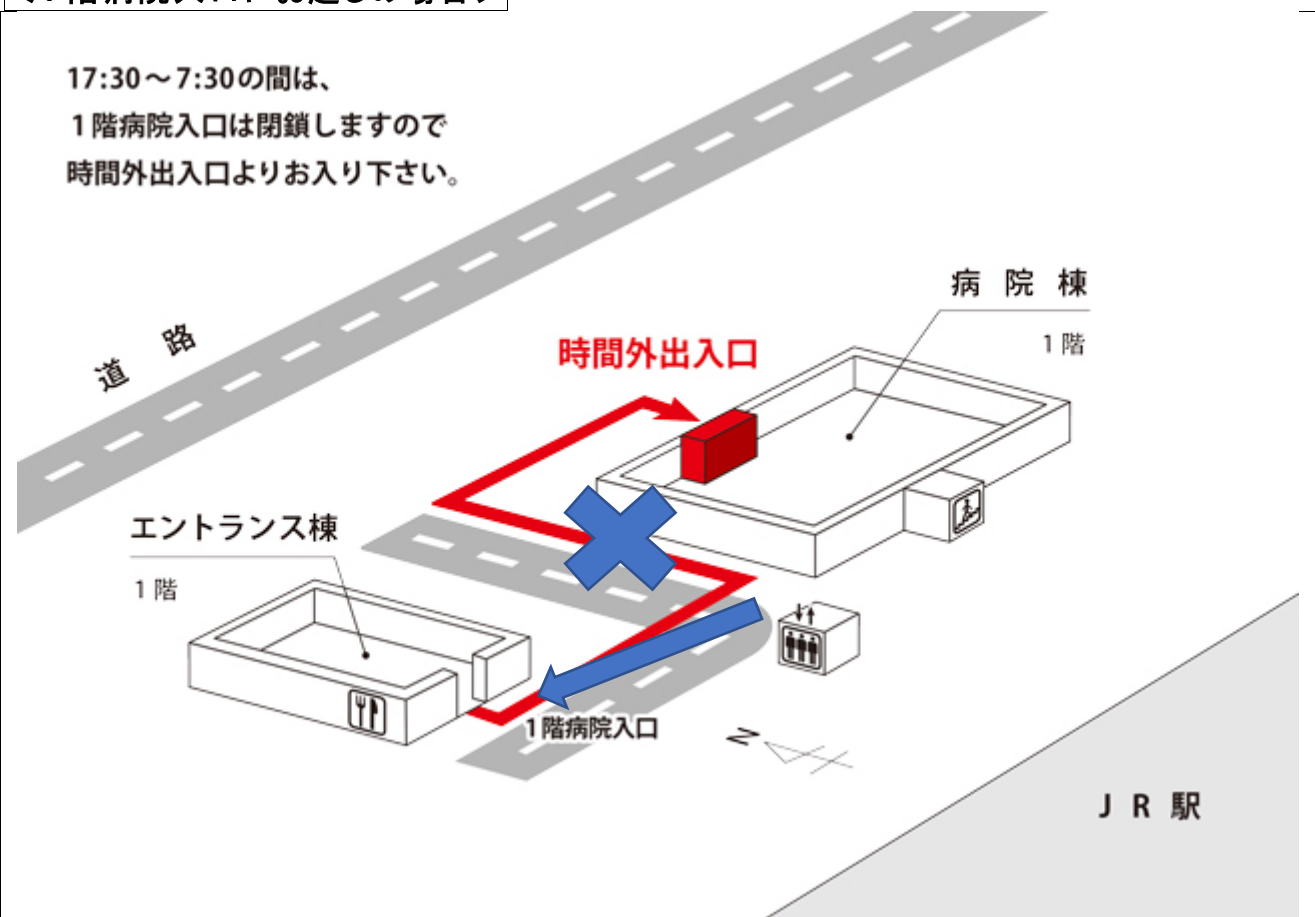 17:30～7:30の間は、
１階病院入口は閉鎖しますので
時間外出入口よりお入り下さい。
病院棟
1階
道路
時間外出入口
エントランス棟
1階
1階病院入口
N
JR駅